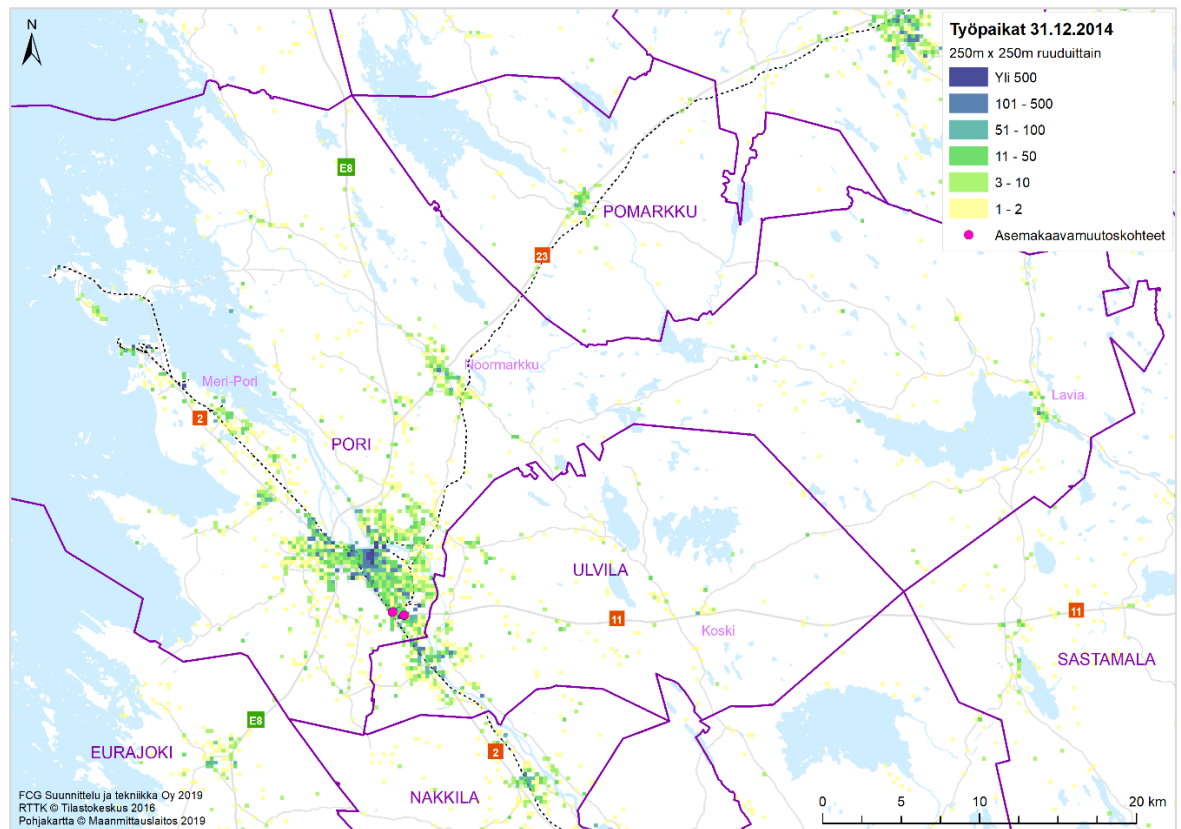 N
Työpaikat 31.12.2014
250m x 250m ruuduittain
Yli 500
101 - 500
51 - 100
11 - 50
3 - 10
1 - 2
Asemakaavamuutoskohteet
E8
POMARKKU
23
Noormarkku
Meri-Pori
Lavia
2
PORI
ULVILA
11
11
Koski
SASTAMALA
E8
EURAJOKI
2
NAKKILA
FCG Suunnittelu ja tekniikka Oy 2019
RTTK © Tilastokeskus 2016
Pohjakartta © Maanmittauslaitos 2019
0 5 10 20 km